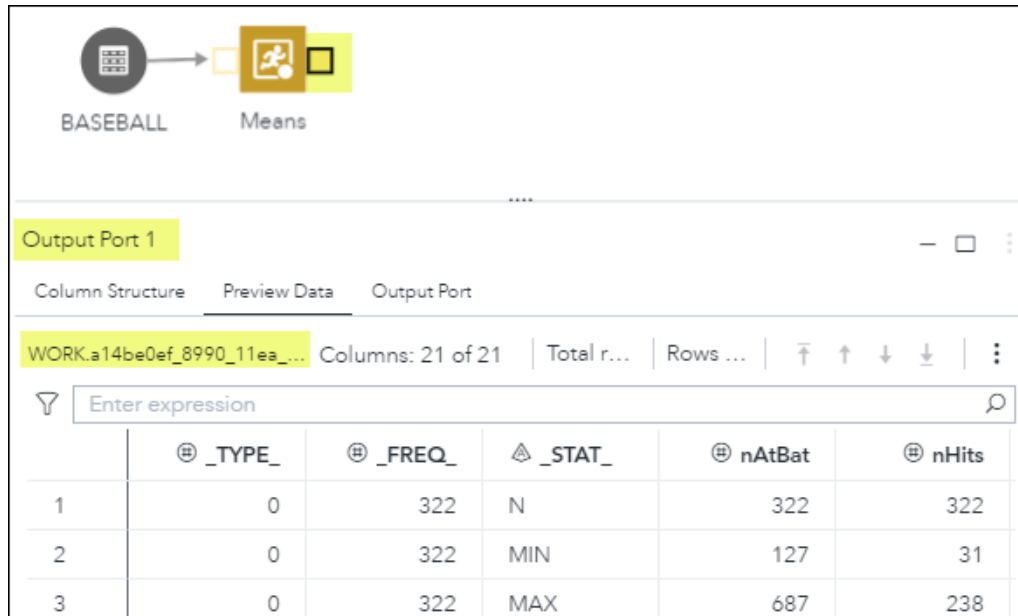 BASEBALL Means
Output Port 1
Column Structure Preview Data Output Port
WORK.a14be0ef_8990_11ea_... Columns: 21 of 21 Total r... Rows ...
Enter expression
_TYPE_ _FREQ_ _STAT_ nAtBat nHits
1 0 322 N 322 322
2 0 322 MIN 127 31
3 0 322 MAX 687 238